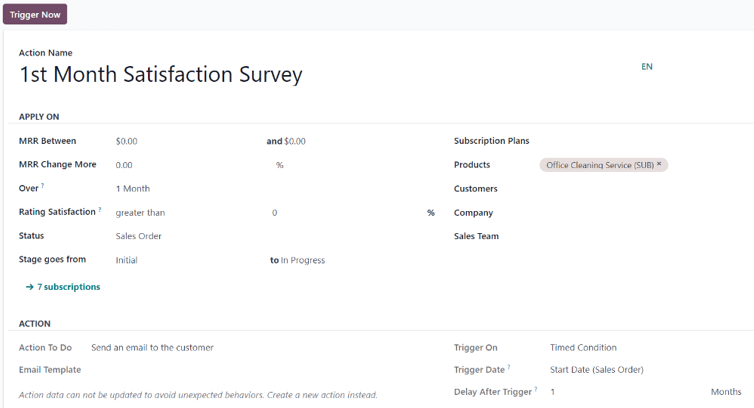 Trigger Now
Action Name
1st Month Satisfaction Survey
EN
APPLY ON
MRR Between $0.00 and $0.00
Subscription Plans
MRR Change More 0.00 %
Products Office Cleaning Service (SUB) ×
Over ? 1 Month
Customers
Rating Satisfaction ? greater than 0 %
Company
Status Sales Order
Sales Team
Stage goes from Initial to In Progress
→ 7 subscriptions
ACTION
Action To Do Send an email to the customer
Trigger On Timed Condition
Email Template
Trigger Date ? Start Date (Sales Order)
Action data can not be updated to avoid unexpected behaviors. Create a new action instead.
Delay After Trigger ? 1 Months